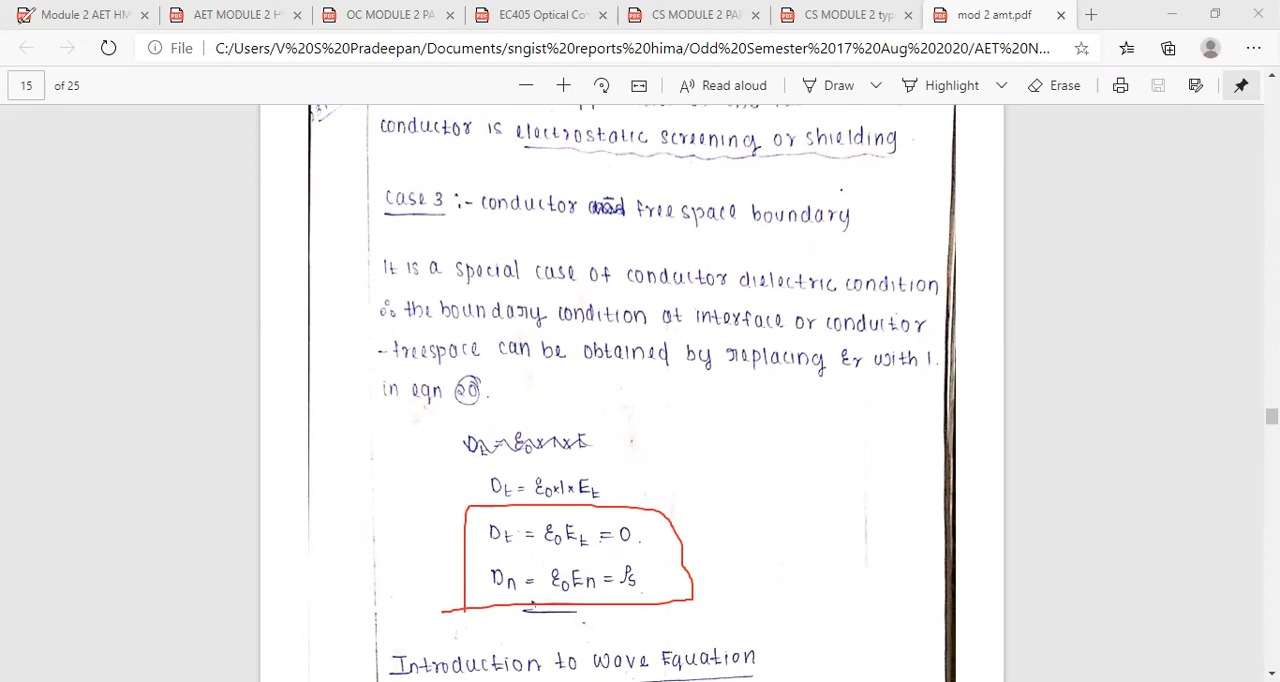 Module 2 AET HM
AET MODULE 2 H
OC MODULE 2 PA
EC405 Optical Co
CS MODULE 2 PA
CS MODULE 2 typ
mod 2 amt.pdf
File
C:/Users/V%20S%20Pradeepan/Documents/sngist%20reports%20hima/Odd%20Semester%2017%20Aug%202020/AET%20N...
15 of 25
Read aloud
Draw
Highlight
Erase
conductor is electrostatic screening or shielding
Case 3 :- conductor free space boundary
It is a special case of conductor dielectric condition
∴ the boundary condition at interface or conductor
-freespace can be obtained by replacing εr with 1.
in eqn 20.
Dt = ε0×1×Et
Dt = ε0Et = 0.
Dn = ε0En = ρs
Introduction to Wave Equation